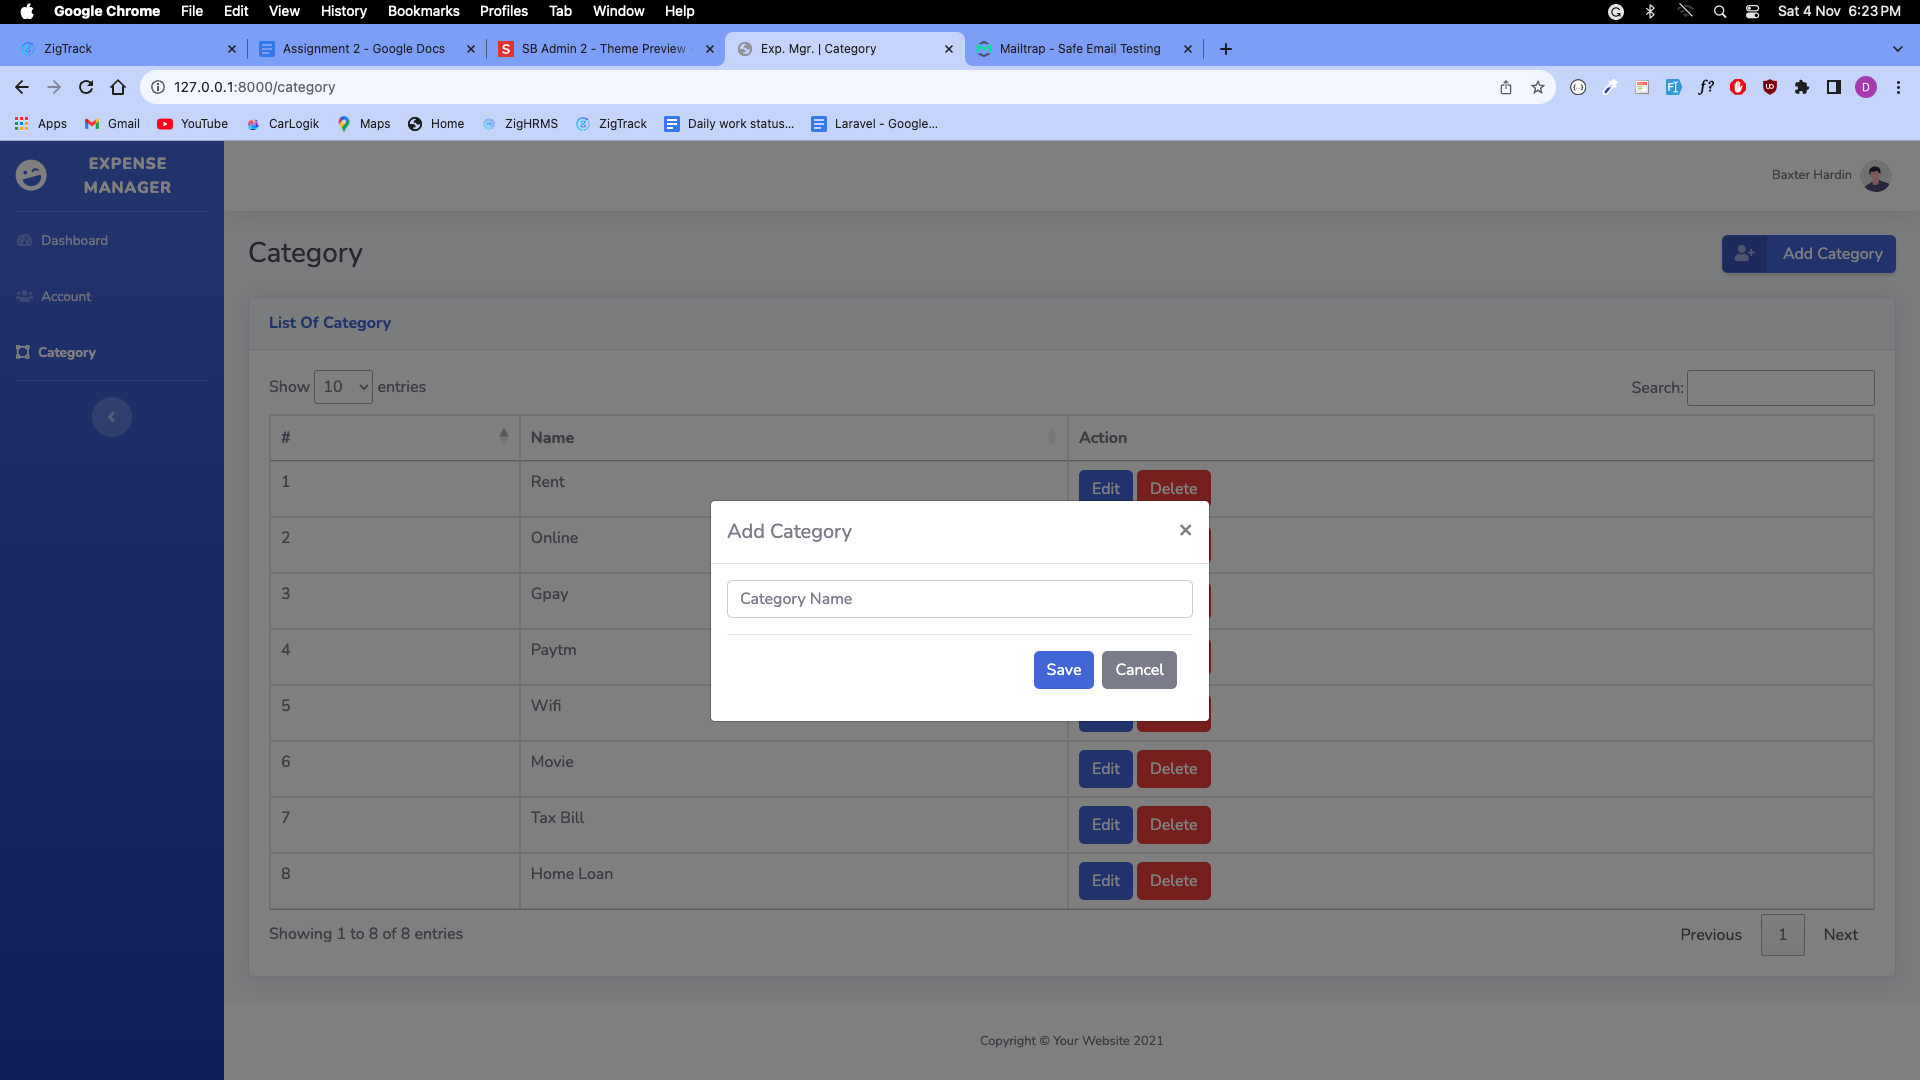 Google Chrome File Edit View History Bookmarks Profiles Tab Window Help Sat 4 Nov 6:23 PM
ZigTrack Assignment 2 - Google Docs SB Admin 2 - Theme Preview Exp. Mgr. | Category Mailtrap - Safe Email Testing
127.0.0.1:8000/category f? D
Apps Gmail YouTube CarLogik Maps Home ZigHRMS ZigTrack Daily work status... Laravel - Google...
EXPENSE
MANAGER
Baxter Hardin
Dashboard
Account
Category
Category
Add Category
List Of Category
Show 10 entries
Search:
# Name Action
1 Rent Edit Delete
2 Online
3 Gpay
4 Paytm
5 Wifi
6 Movie Edit Delete
7 Tax Bill Edit Delete
8 Home Loan Edit Delete
Showing 1 to 8 of 8 entries
Previous 1 Next
Add Category ×
Category Name
Save Cancel
Copyright © Your Website 2021